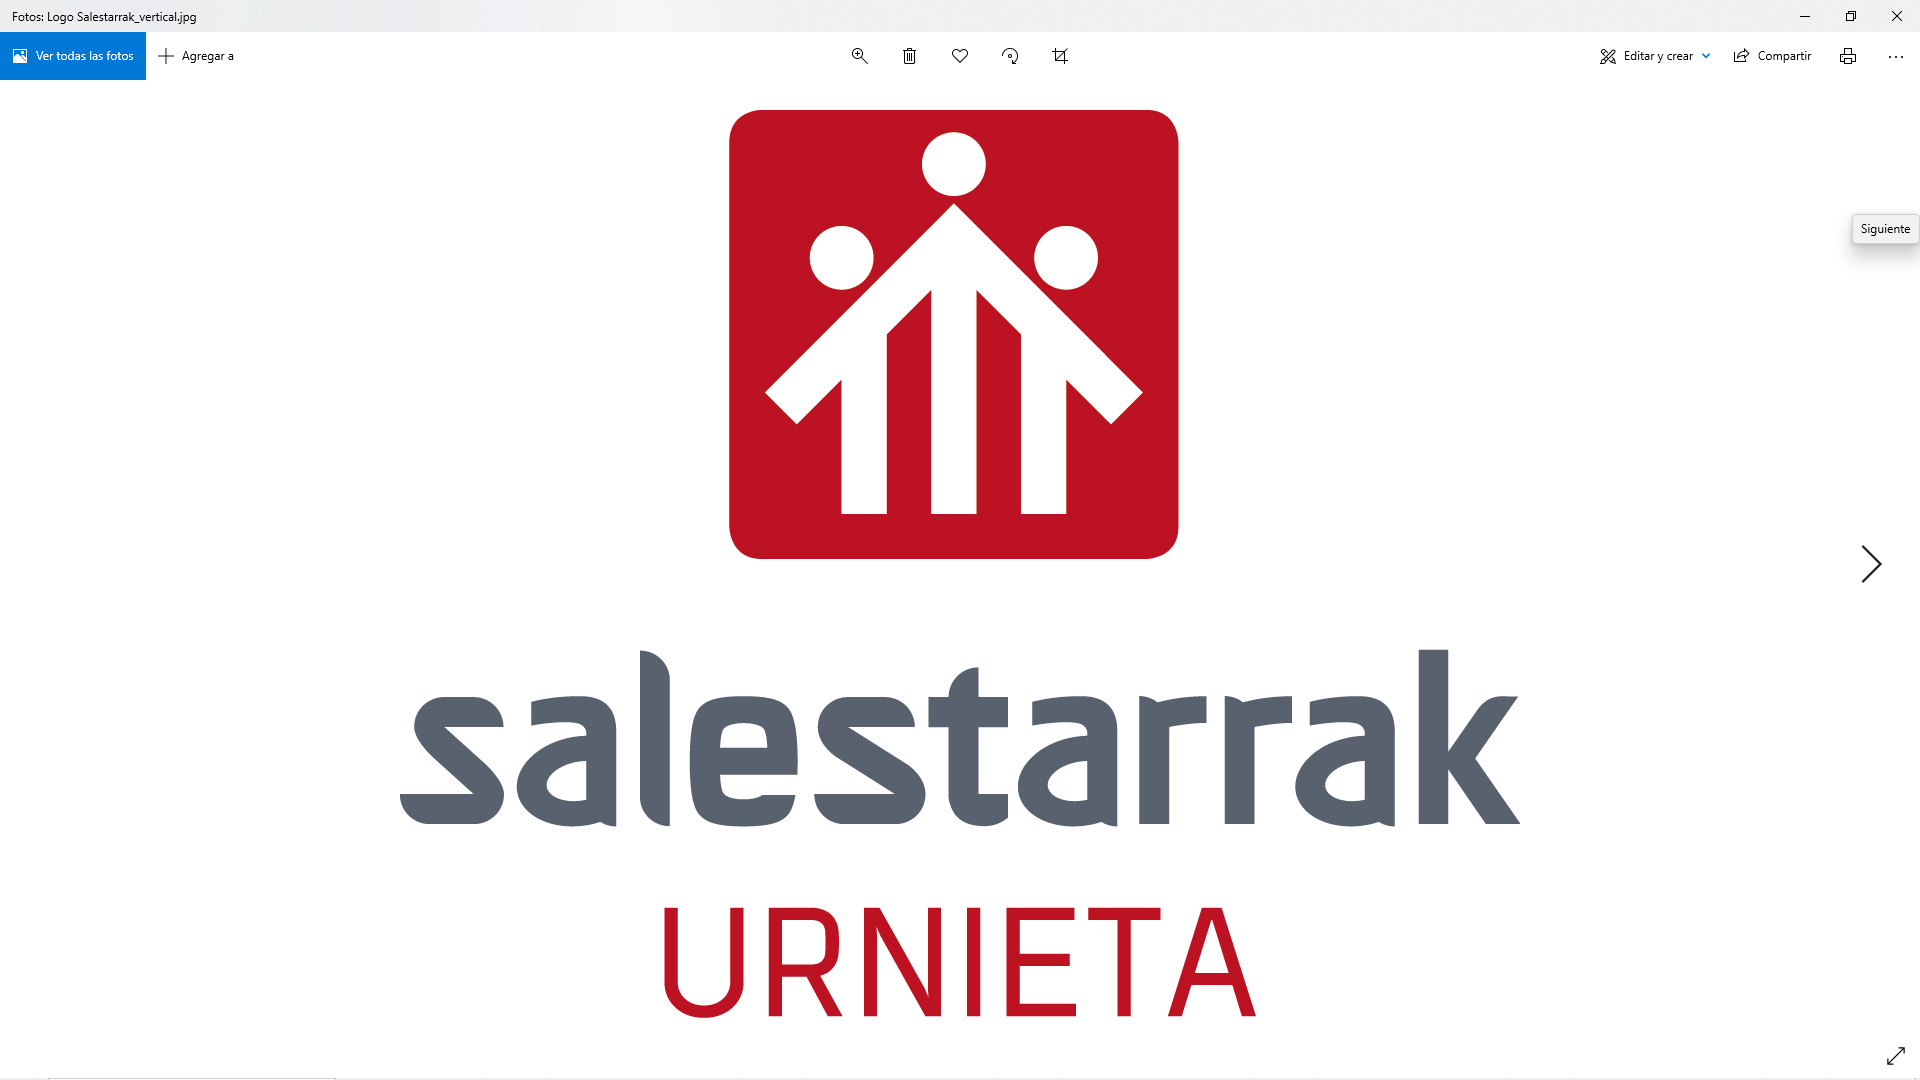 Fotos: Logo Salestarrak_vertical.jpg
Ver todas las fotos
Agregar a
Editar y crear
Compartir
Siguiente
salestarrak
URNIETA